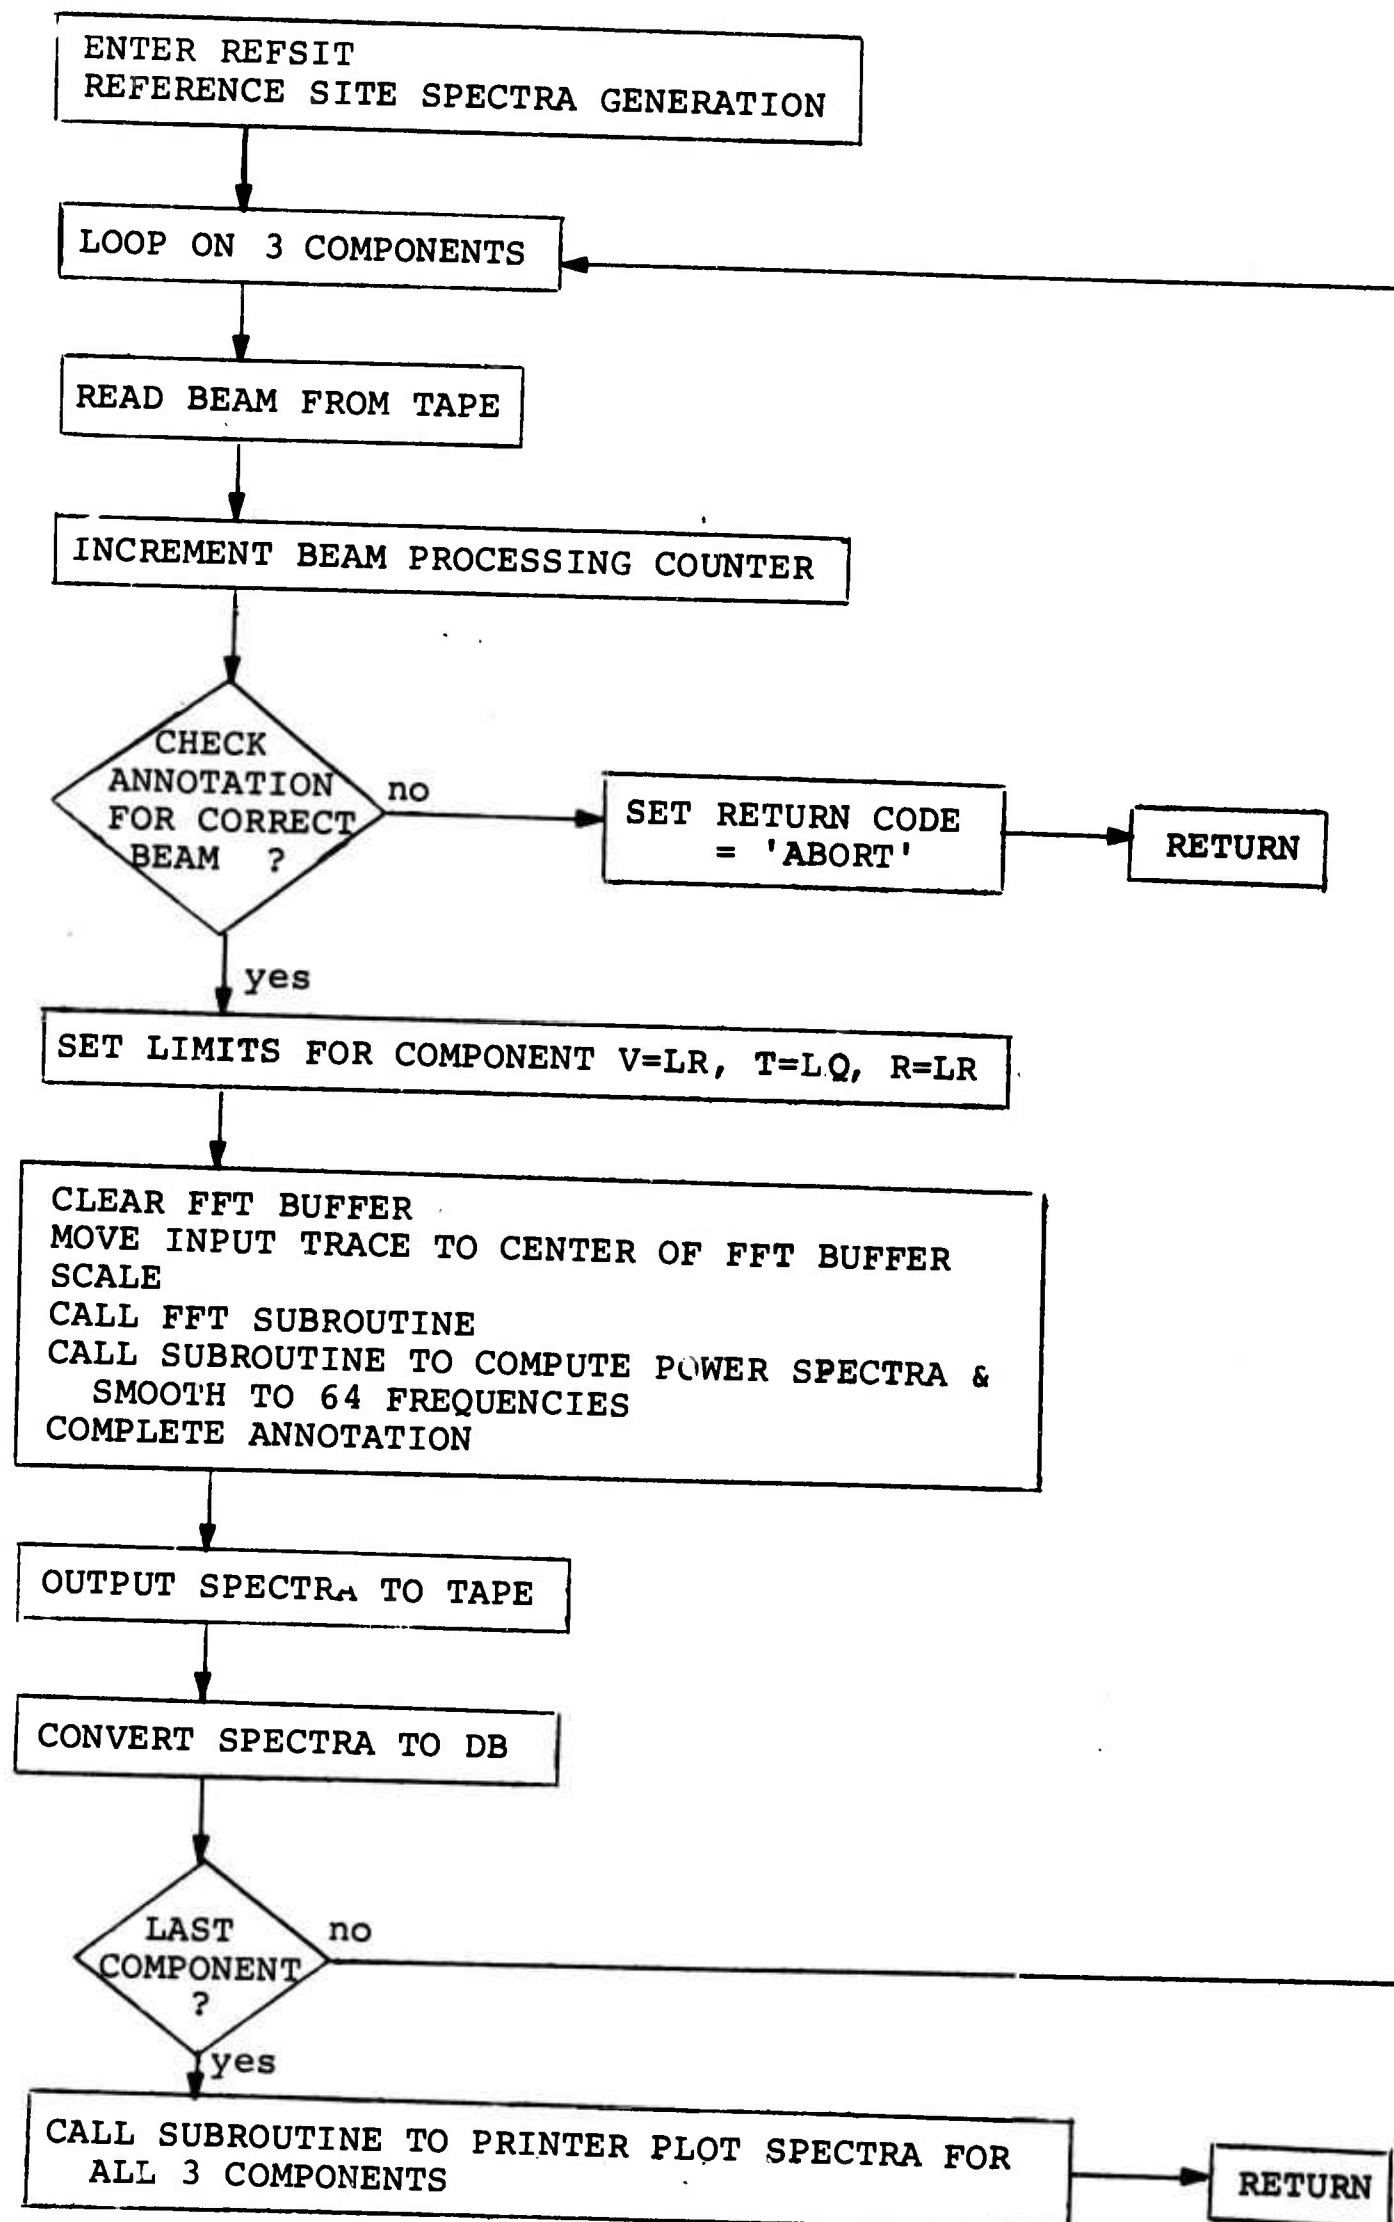 ENTER REFSIT
REFERENCE SITE SPECTRA GENERATION
LOOP ON 3 COMPONENTS
READ BEAM FROM TAPE
INCREMENT BEAM PROCESSING COUNTER
CHECK
ANNOTATION
FOR CORRECT
BEAM ?
no
SET RETURN CODE
= 'ABORT'
RETURN
yes
SET LIMITS FOR COMPONENT V=LR, T=LQ, R=LR
CLEAR FFT BUFFER
MOVE INPUT TRACE TO CENTER OF FFT BUFFER
SCALE
CALL FFT SUBROUTINE
CALL SUBROUTINE TO COMPUTE POWER SPECTRA &
SMOOTH TO 64 FREQUENCIES
COMPLETE ANNOTATION
OUTPUT SPECTRA TO TAPE
CONVERT SPECTRA TO DB
LAST
COMPONENT
?
no
yes
CALL SUBROUTINE TO PRINTER PLOT SPECTRA FOR
ALL 3 COMPONENTS
RETURN